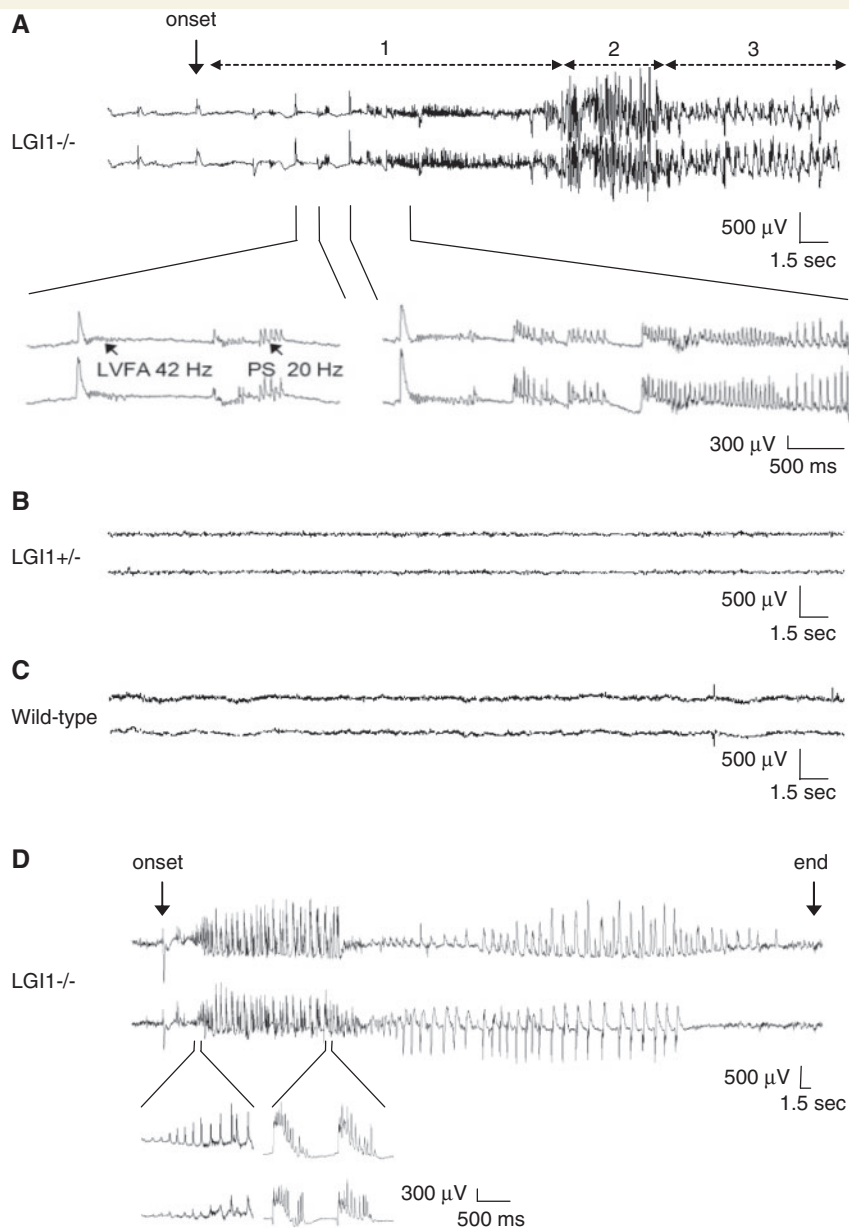 A
onset
1 2 3
LGI1-/-
500 µV
1.5 sec
LVFA 42 Hz PS 20 Hz
300 µV
500 ms
B
LGI1+/-
500 µV
1.5 sec
C
Wild-type
500 µV
1.5 sec
D
onset end
LGI1-/-
500 µV
1.5 sec
300 µV
500 ms